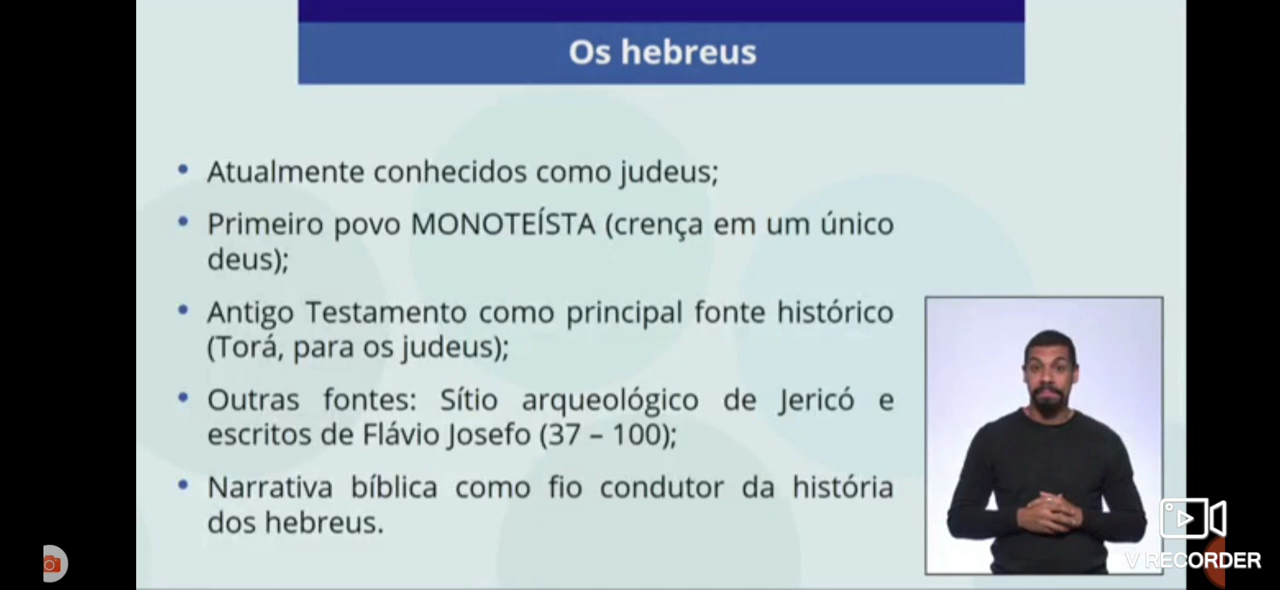 Os hebreus
• Atualmente conhecidos como judeus;
• Primeiro povo MONOTEÍSTA (crença em um único
deus);
• Antigo Testamento como principal fonte histórico
(Torá, para os judeus);
• Outras fontes: Sítio arqueológico de Jericó e
escritos de Flávio Josefo (37 – 100);
• Narrativa bíblica como fio condutor da história
dos hebreus.
V RECORDER